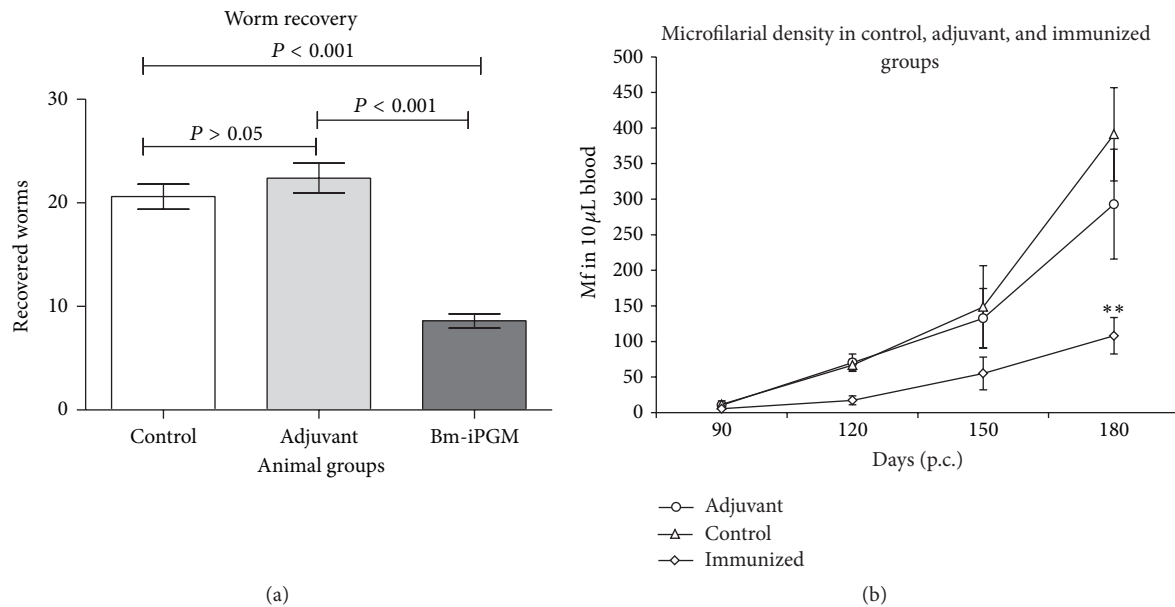 Worm recovery
P < 0.001
P < 0.001
P > 0.05
30
20
10
0
Recovered worms
Control
Adjuvant
Bm-iPGM
Animal groups
(a)
Microfilarial density in control, adjuvant, and immunized
groups
500
450
400
350
300
250
200
150
100
50
0
Mf in 10 μL blood
**
90
120
150
180
Days (p.c.)
Adjuvant
Control
Immunized
(b)